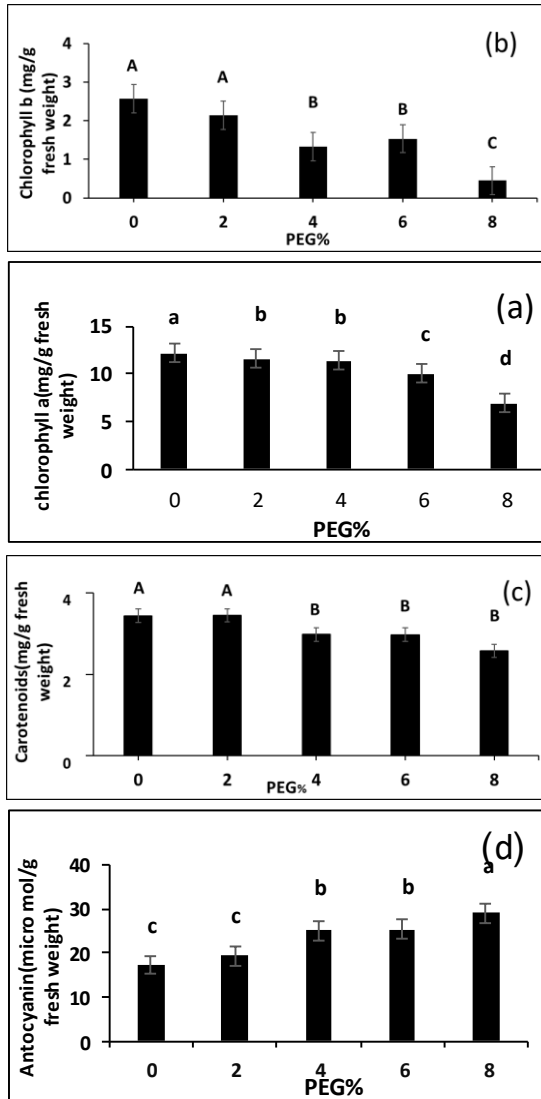 (b)
Chlorophyll b (mg/g
fresh weight)
4
3
2
1
0
A
A
B
B
C
0 2 4 6 8
PEG%
(a)
chlorophyll a(mg/g fresh
weight)
15
10
5
0
a
b
b
c
d
0 2 4 6 8
PEG%
(c)
Carotenoids(mg/g fresh
weight)
4
2
0
A
A
B
B
B
0 2 4 6 8
PEG%
(d)
Antocyanin(micro mol/g
fresh weight)
40
30
20
10
0
c
c
b
b
a
0 2 4 6 8
PEG%